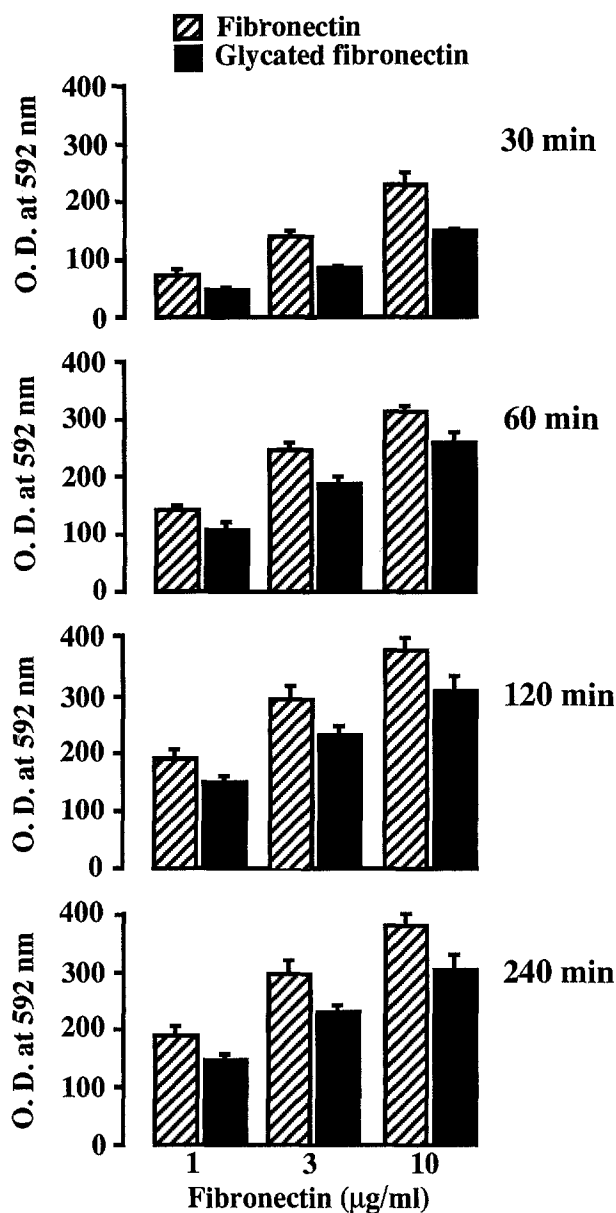 Fibronectin
Glycated fibronectin
O. D. at 592 nm
400
300
200
100
0
30 min
O. D. at 592 nm
400
300
200
100
0
60 min
O. D. at 592 nm
400
300
200
100
0
120 min
O. D. at 592 nm
400
300
200
100
0
240 min
1 3 10
Fibronectin (μg/ml)